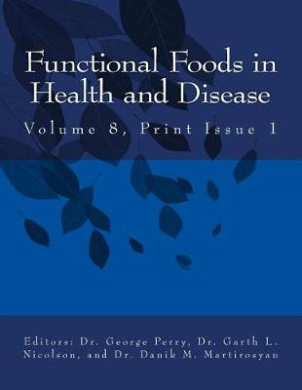 Functional Foods in
Health and Disease
Volume 8, Print Issue 1
Editors: Dr. George Perry, Dr. Garth L.
Nicolson, and Dr. Danik M. Martirosyan